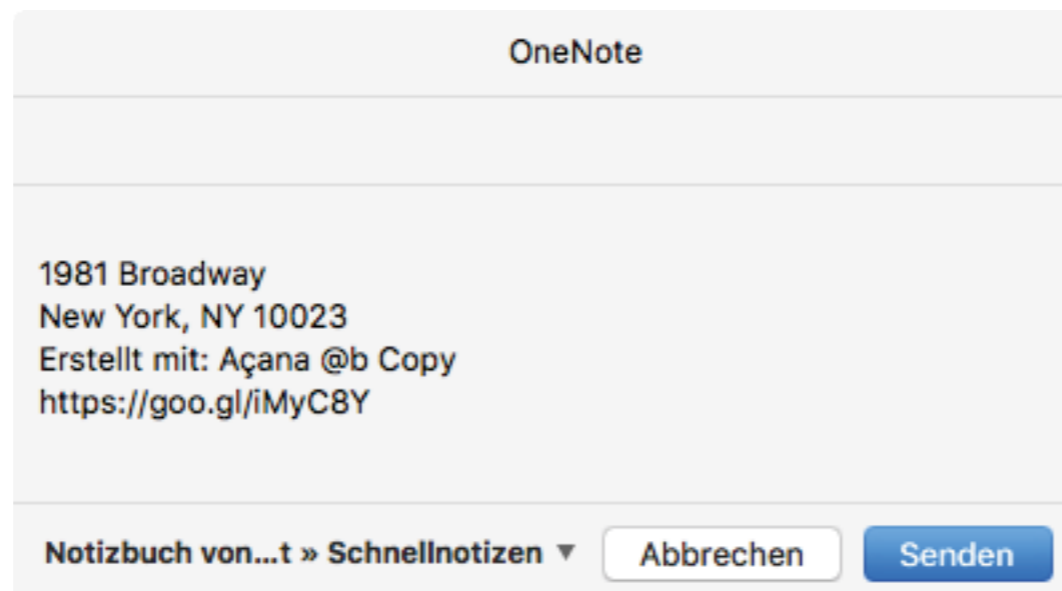 OneNote
1981 Broadway
New York, NY 10023
Erstellt mit: Açana @b Copy
https://goo.gl/iMyC8Y
Notizbuch von...t » Schnellnotizen ▼
Abbrechen
Senden